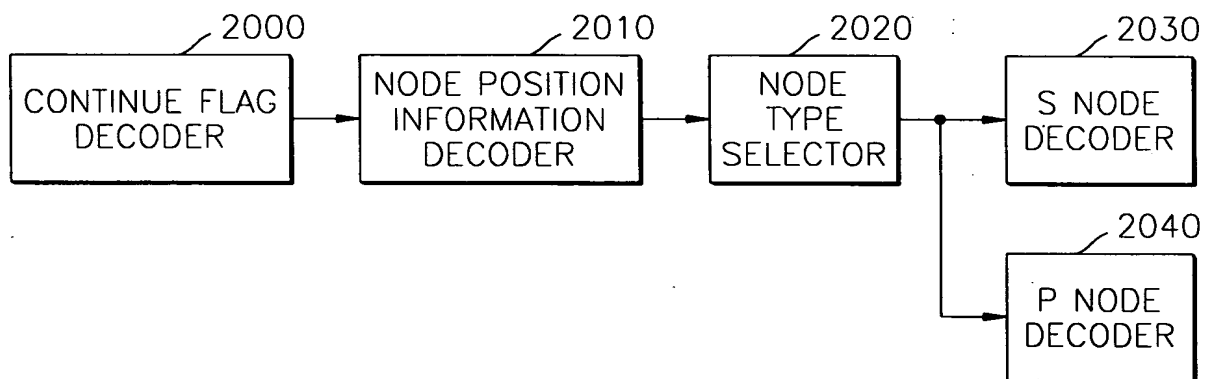 2000
CONTINUE FLAG
DECODER
2010
NODE POSITION
INFORMATION
DECODER
2020
NODE
TYPE
SELECTOR
2030
S NODE
DECODER
2040
P NODE
DECODER